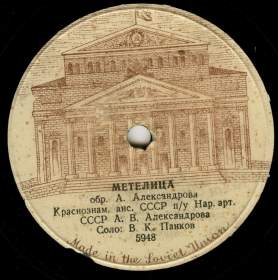 МЕТЕЛИЦА
обр. А. Александрова
Краснознам. анс. СССР п/у Нар. арт.
СССР А. В. Александрова
Соло: В. К. Панков
5948
Made in the Soviet Union